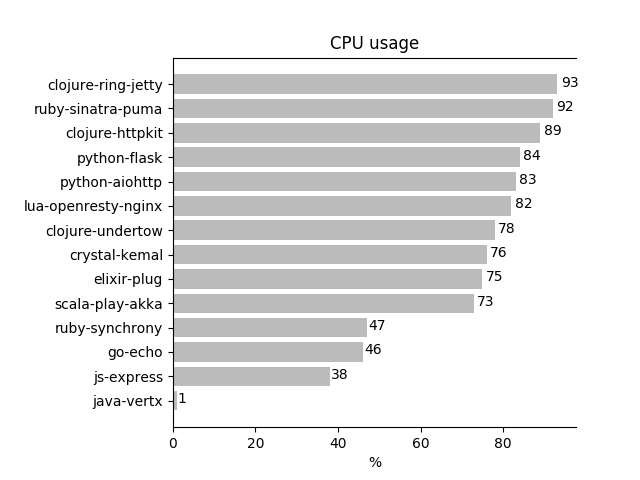 CPU usage
clojure-ring-jetty 93
ruby-sinatra-puma 92
clojure-httpkit 89
python-flask 84
python-aiohttp 83
lua-openresty-nginx 82
clojure-undertow 78
crystal-kemal 76
elixir-plug 75
scala-play-akka 73
ruby-synchrony 47
go-echo 46
js-express 38
java-vertx 1
0 20 40 60 80
%